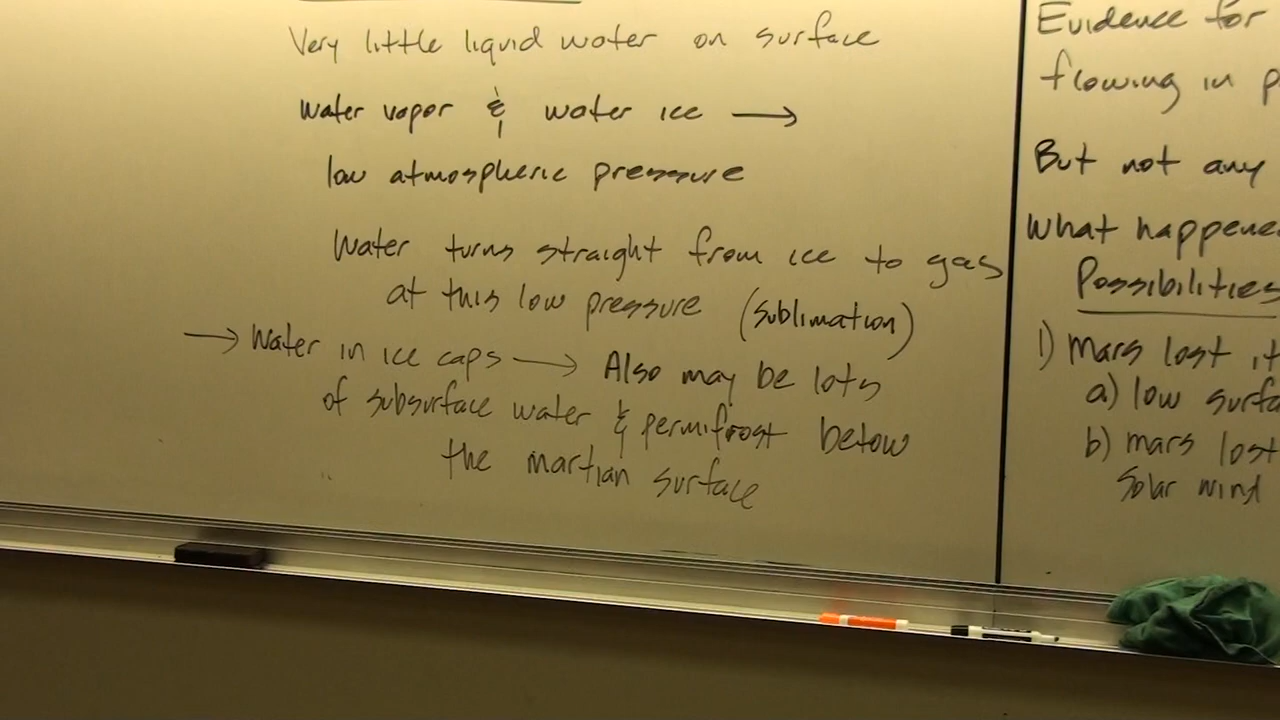 Very little liquid water on surface
water vapor & water ice →
low atmospheric pressure
Water turns straight from ice to gas
at this low pressure (sublimation)
→ Water in ice caps → Also may be lots
of subsurface water & permifrost below
the martian surface
Evidence for
flowing in p
But not any
What happene
Possibilities
1) Mars lost it
a) low surfa
b) mars lost
Solar wind